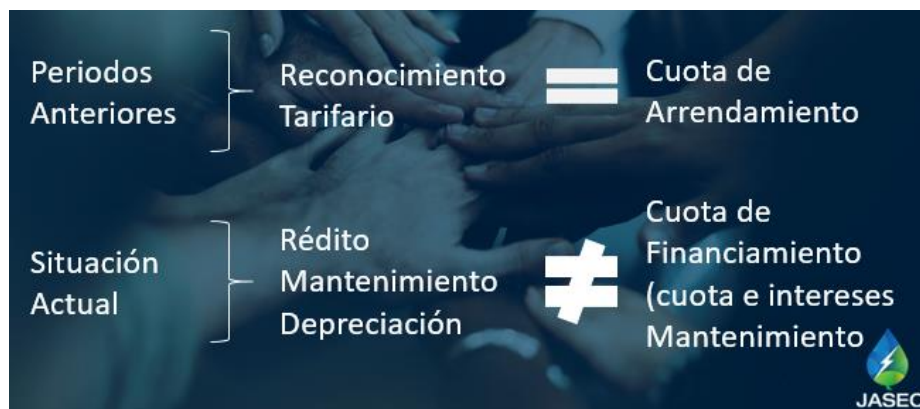 Periodos
Anteriores
Reconocimiento
Tarifario
=
Cuota de
Arrendamiento
Situación
Actual
Rédito
Mantenimiento
Depreciación
≠
Cuota de
Financiamiento
(cuota e intereses
Mantenimiento
JASEC